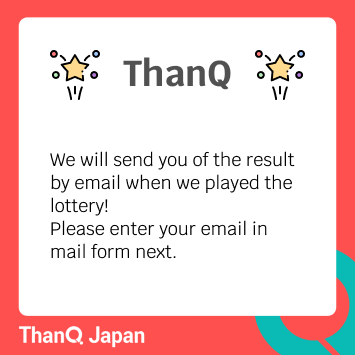 ThanQ
We will send you of the result
by email when we played the
lottery!
Please enter your email in
mail form next.
ThanQ Japan